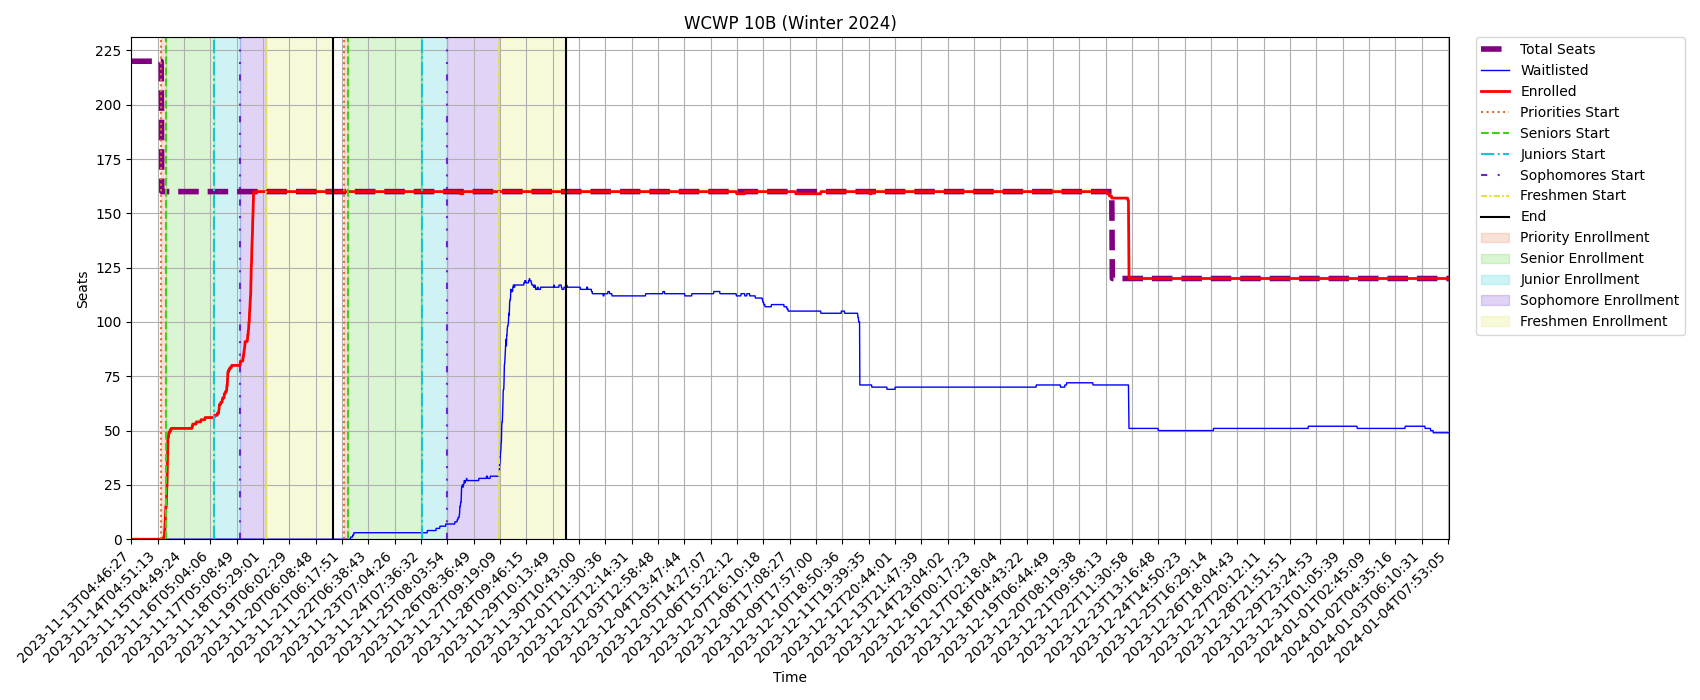 WCWP 10B (Winter 2024)
225
200
175
150
125
100
75
50
25
0
Seats
2023-11-13T04:46:27
2023-11-14T04:51:13
2023-11-15T04:49:24
2023-11-16T05:04:06
2023-11-17T05:08:49
2023-11-18T05:29:01
2023-11-19T06:02:29
2023-11-20T06:08:48
2023-11-21T06:17:51
2023-11-22T06:38:43
2023-11-23T07:04:26
2023-11-24T07:36:32
2023-11-25T08:03:54
2023-11-26T08:36:49
2023-11-27T09:19:09
2023-11-28T09:46:15
2023-11-29T10:13:49
2023-11-30T10:43:00
2023-12-01T11:30:36
2023-12-02T12:14:31
2023-12-03T12:58:48
2023-12-04T13:47:44
2023-12-05T14:27:07
2023-12-06T15:22:12
2023-12-07T16:10:18
2023-12-08T17:08:27
2023-12-09T17:57:00
2023-12-10T18:50:36
2023-12-11T19:39:35
2023-12-12T20:44:01
2023-12-13T21:47:39
2023-12-14T23:04:02
2023-12-16T00:17:23
2023-12-17T02:18:04
2023-12-18T04:43:22
2023-12-19T06:44:49
2023-12-20T08:19:38
2023-12-21T09:58:13
2023-12-22T11:30:58
2023-12-23T13:16:48
2023-12-24T14:50:23
2023-12-25T16:29:14
2023-12-26T18:04:43
2023-12-27T20:12:11
2023-12-28T21:51:51
2023-12-29T23:24:53
2023-12-31T01:05:39
2024-01-01T02:45:09
2024-01-02T04:35:16
2024-01-03T06:10:31
2024-01-04T07:53:05
Time
Total Seats
Waitlisted
Enrolled
Priorities Start
Seniors Start
Juniors Start
Sophomores Start
Freshmen Start
End
Priority Enrollment
Senior Enrollment
Junior Enrollment
Sophomore Enrollment
Freshmen Enrollment